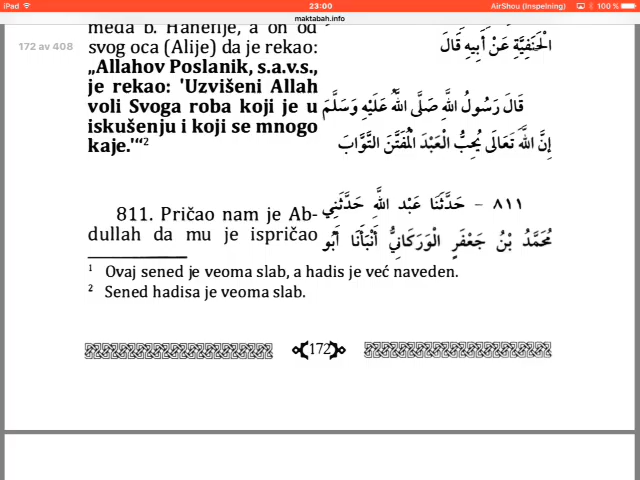 iPad 23:00 AirShou (Inspelning) 100 %
maktabah.info
172 av 408
meda b. Hanefije, a on od
svog oca (Alije) da je rekao:
„Allahov Poslanik, s.a.v.s.,
je rekao: 'Uzvišeni Allah
voli Svoga roba koji je u
iskušenju i koji se mnogo
kaje.'“²
811. Pričao nam je Ab-
dullah da mu je ispričao
الْحَنَفِيَّةِ عَنْ أَبِيهِ قَالَ
قَالَ رَسُولُ اللَّهِ صَلَّى اللَّهُ عَلَيْهِ وَسَلَّمَ
إِنَّ اللَّهَ تَعَالَى يُحِبُّ الْعَبْدَ الْمُفَتَّنَ التَّوَّابَ
٨١١ - حَدَّثَنَا عَبْد اللَّهِ حَدَّثَنِي
مُحَمَّدُ بْنُ جَعْفَرٍ الْوَرَكَانِيُّ أَنْبَأَنَا أَبُو
¹ Ovaj sened je veoma slab, a hadis je već naveden.
² Sened hadisa je veoma slab.
172